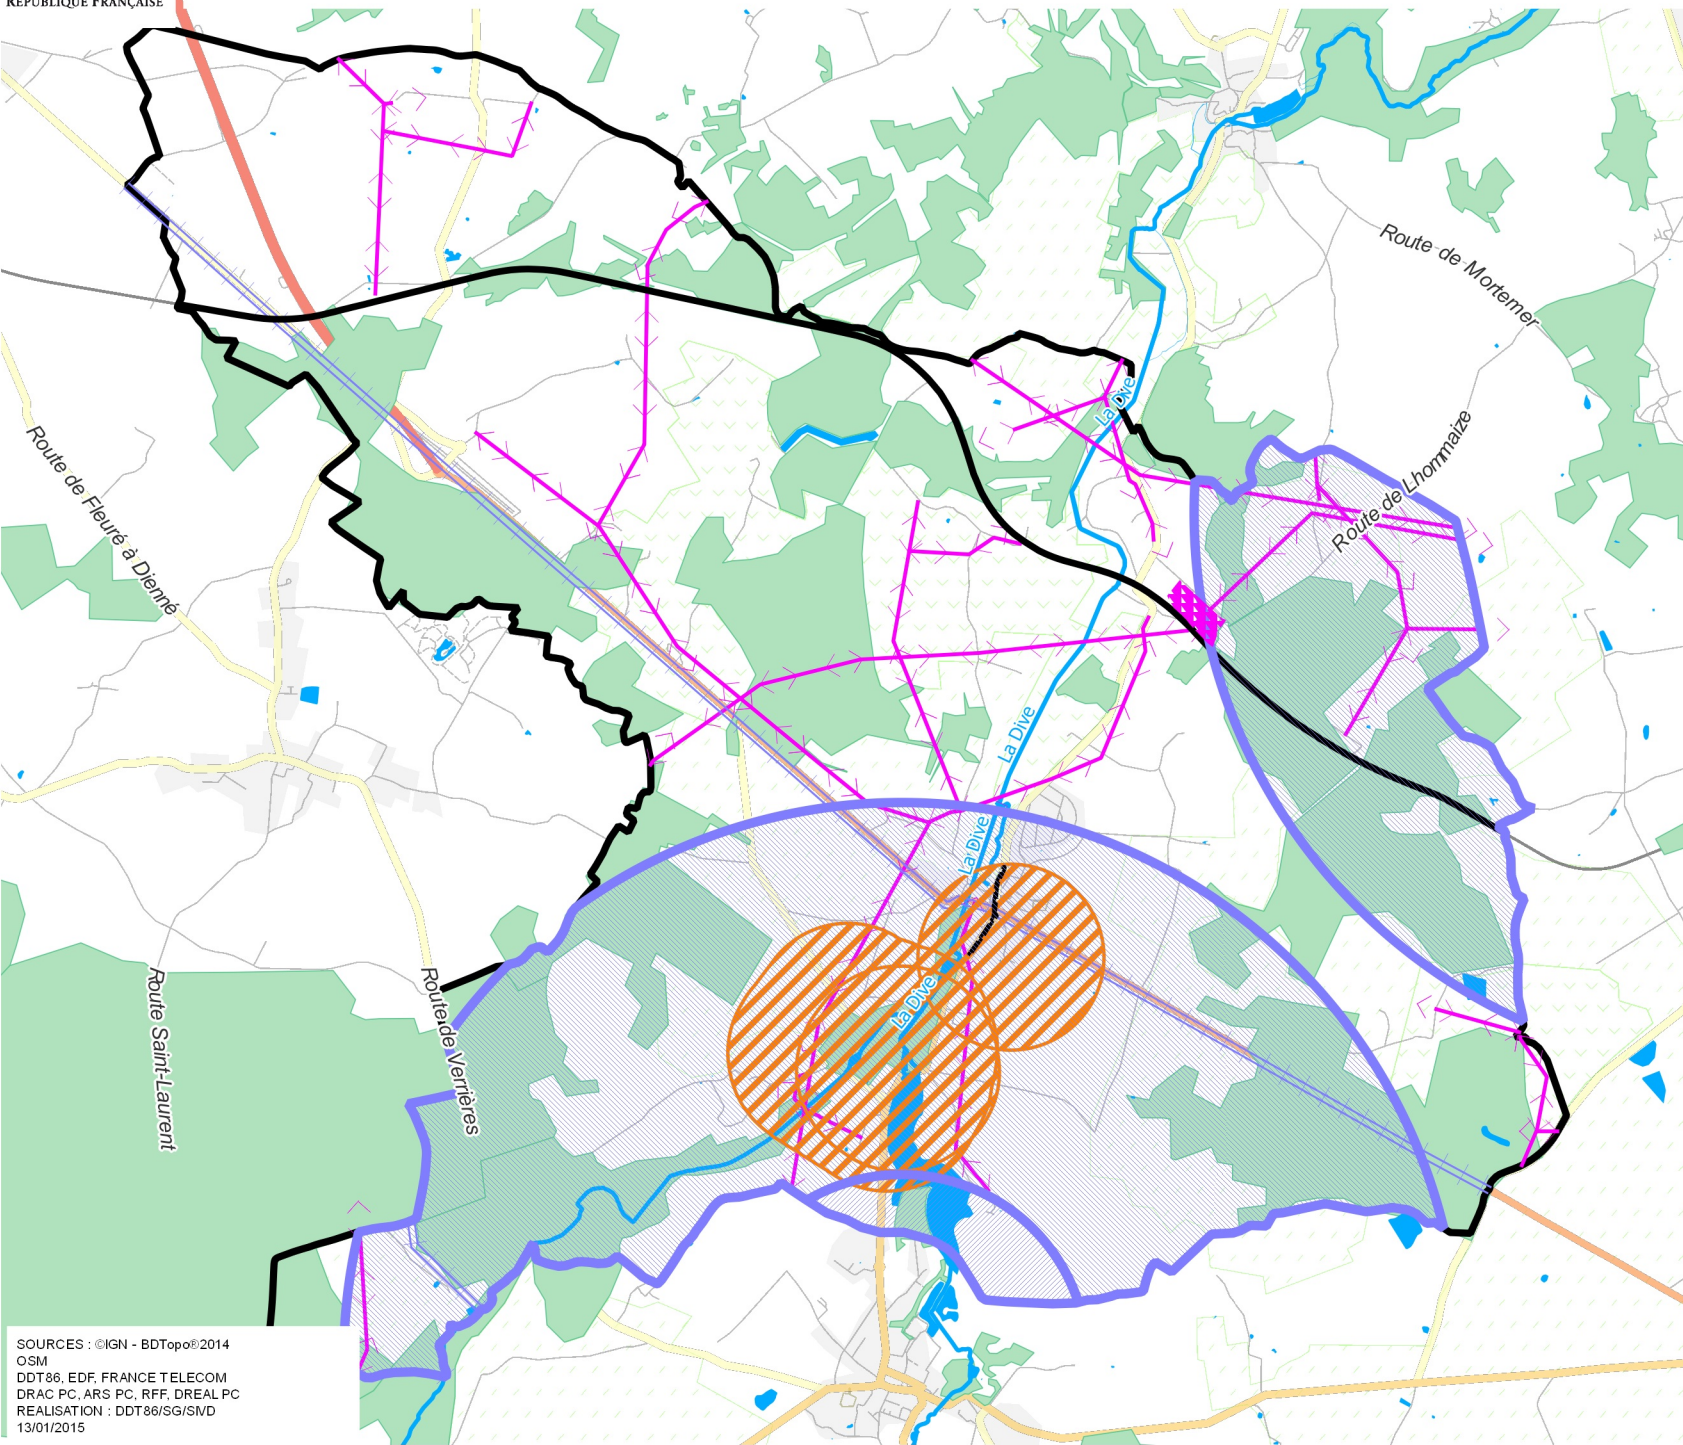 RÉPUBLIQUE FRANÇAISE
Route de Mortemer
La Dive
Route de Lhommaize
Route de Fleuré à Dienné
La Dive
La Dive
La Dive
Route Saint-Laurent
Route de Verrières
SOURCES : ©IGN - BDTopo®2014
OSM
DDT86, EDF, FRANCE TELECOM
DRAC PC, ARS PC, RFF, DREAL PC
REALISATION : DDT86/SG/SIVD
13/01/2015